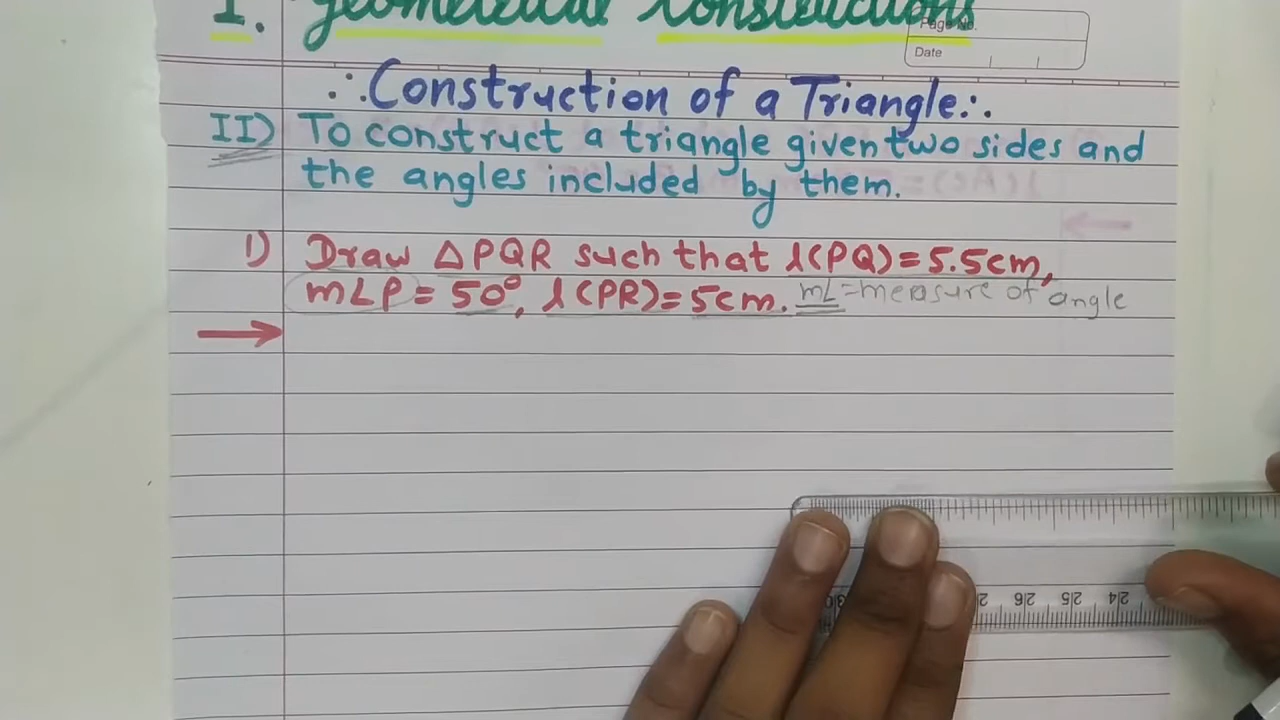 I. Geometrical Constructions
Page No.
Date
∴Construction of a Triangle:.
II) To construct a triangle given two sides and
the angles included by them.
1) Draw △PQR such that l(PQ)=5.5cm,
m∠P = 50°, l(PR)=5cm. m∠=measure of angle
26 25 24